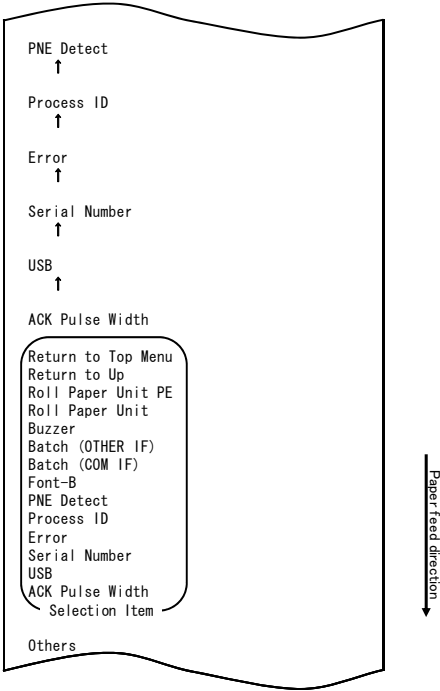 PNE Detect
↑
Process ID
↑
Error
↑
Serial Number
↑
USB
↑
ACK Pulse Width
Return to Top Menu
Return to Up
Roll Paper Unit PE
Roll Paper Unit
Buzzer
Batch (OTHER IF)
Batch (COM IF)
Font-B
PNE Detect
Process ID
Error
Serial Number
USB
ACK Pulse Width
Selection Item
Others
Paper feed direction